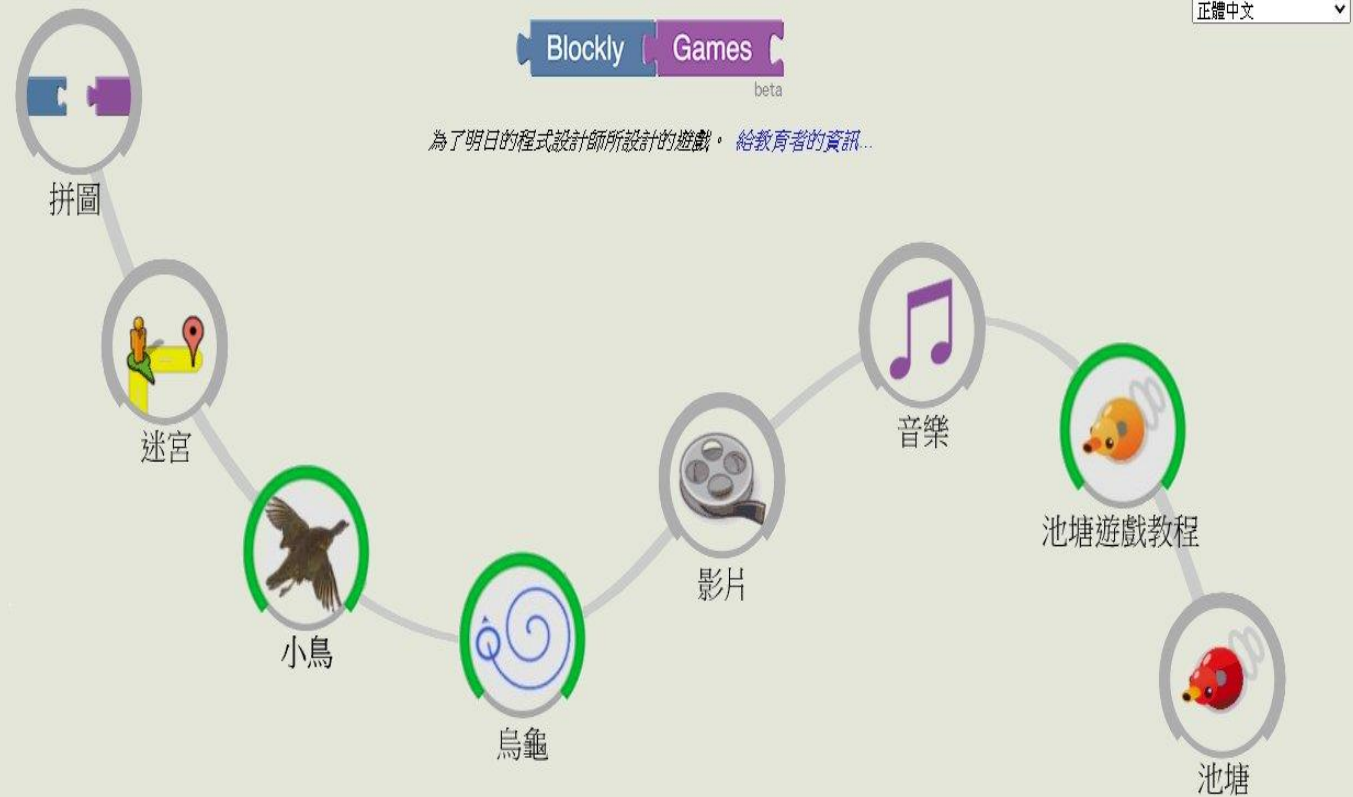 正體中文
Blockly Games
beta
為了明日的程式設計師所設計的遊戲。 給教育者的資訊...
拼圖
迷宮
小鳥
烏龜
影片
音樂
池塘遊戲教程
池塘